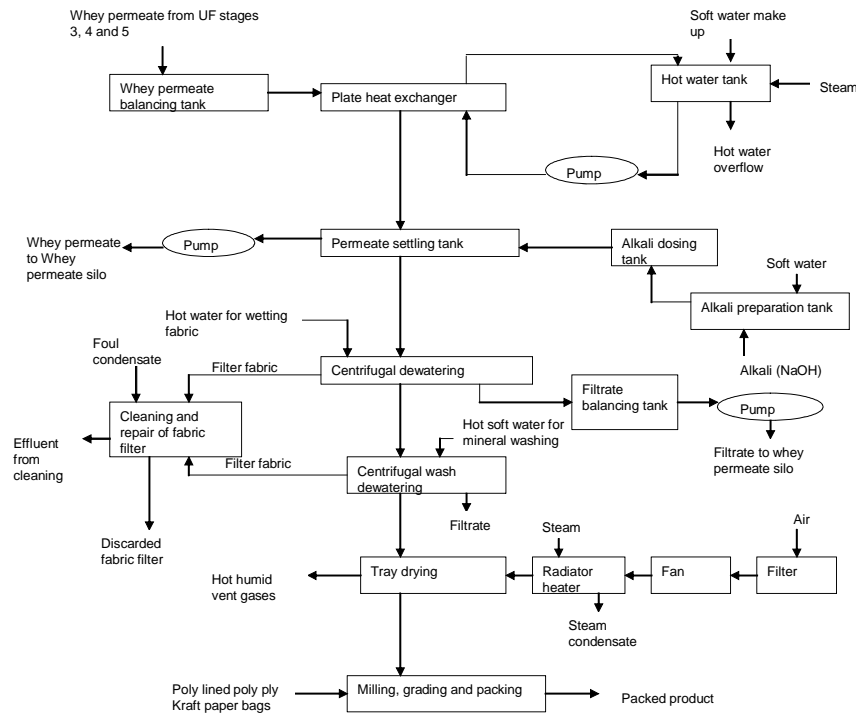 Whey permeate from UF stages
3, 4 and 5
Soft water make
up
Whey permeate
balancing tank
Plate heat exchanger
Hot water tank
Steam
Hot water
overflow
Pump
Whey permeate
to Whey
permeate silo
Pump
Permeate settling tank
Alkali dosing
tank
Soft water
Alkali preparation tank
Alkali (NaOH)
Hot water for wetting
fabric
Foul
condensate
Filter fabric
Centrifugal dewatering
Filtrate
balancing tank
Pump
Filtrate to whey
permeate silo
Cleaning and
repair of fabric
filter
Effluent
from
cleaning
Hot soft water for
mineral washing
Filter fabric
Centrifugal wash
dewatering
Filtrate
Discarded
fabric filter
Steam
Air
Hot humid
vent gases
Tray drying
Radiator
heater
Fan
Filter
Steam
condensate
Poly lined poly ply
Kraft paper bags
Milling, grading and packing
Packed product